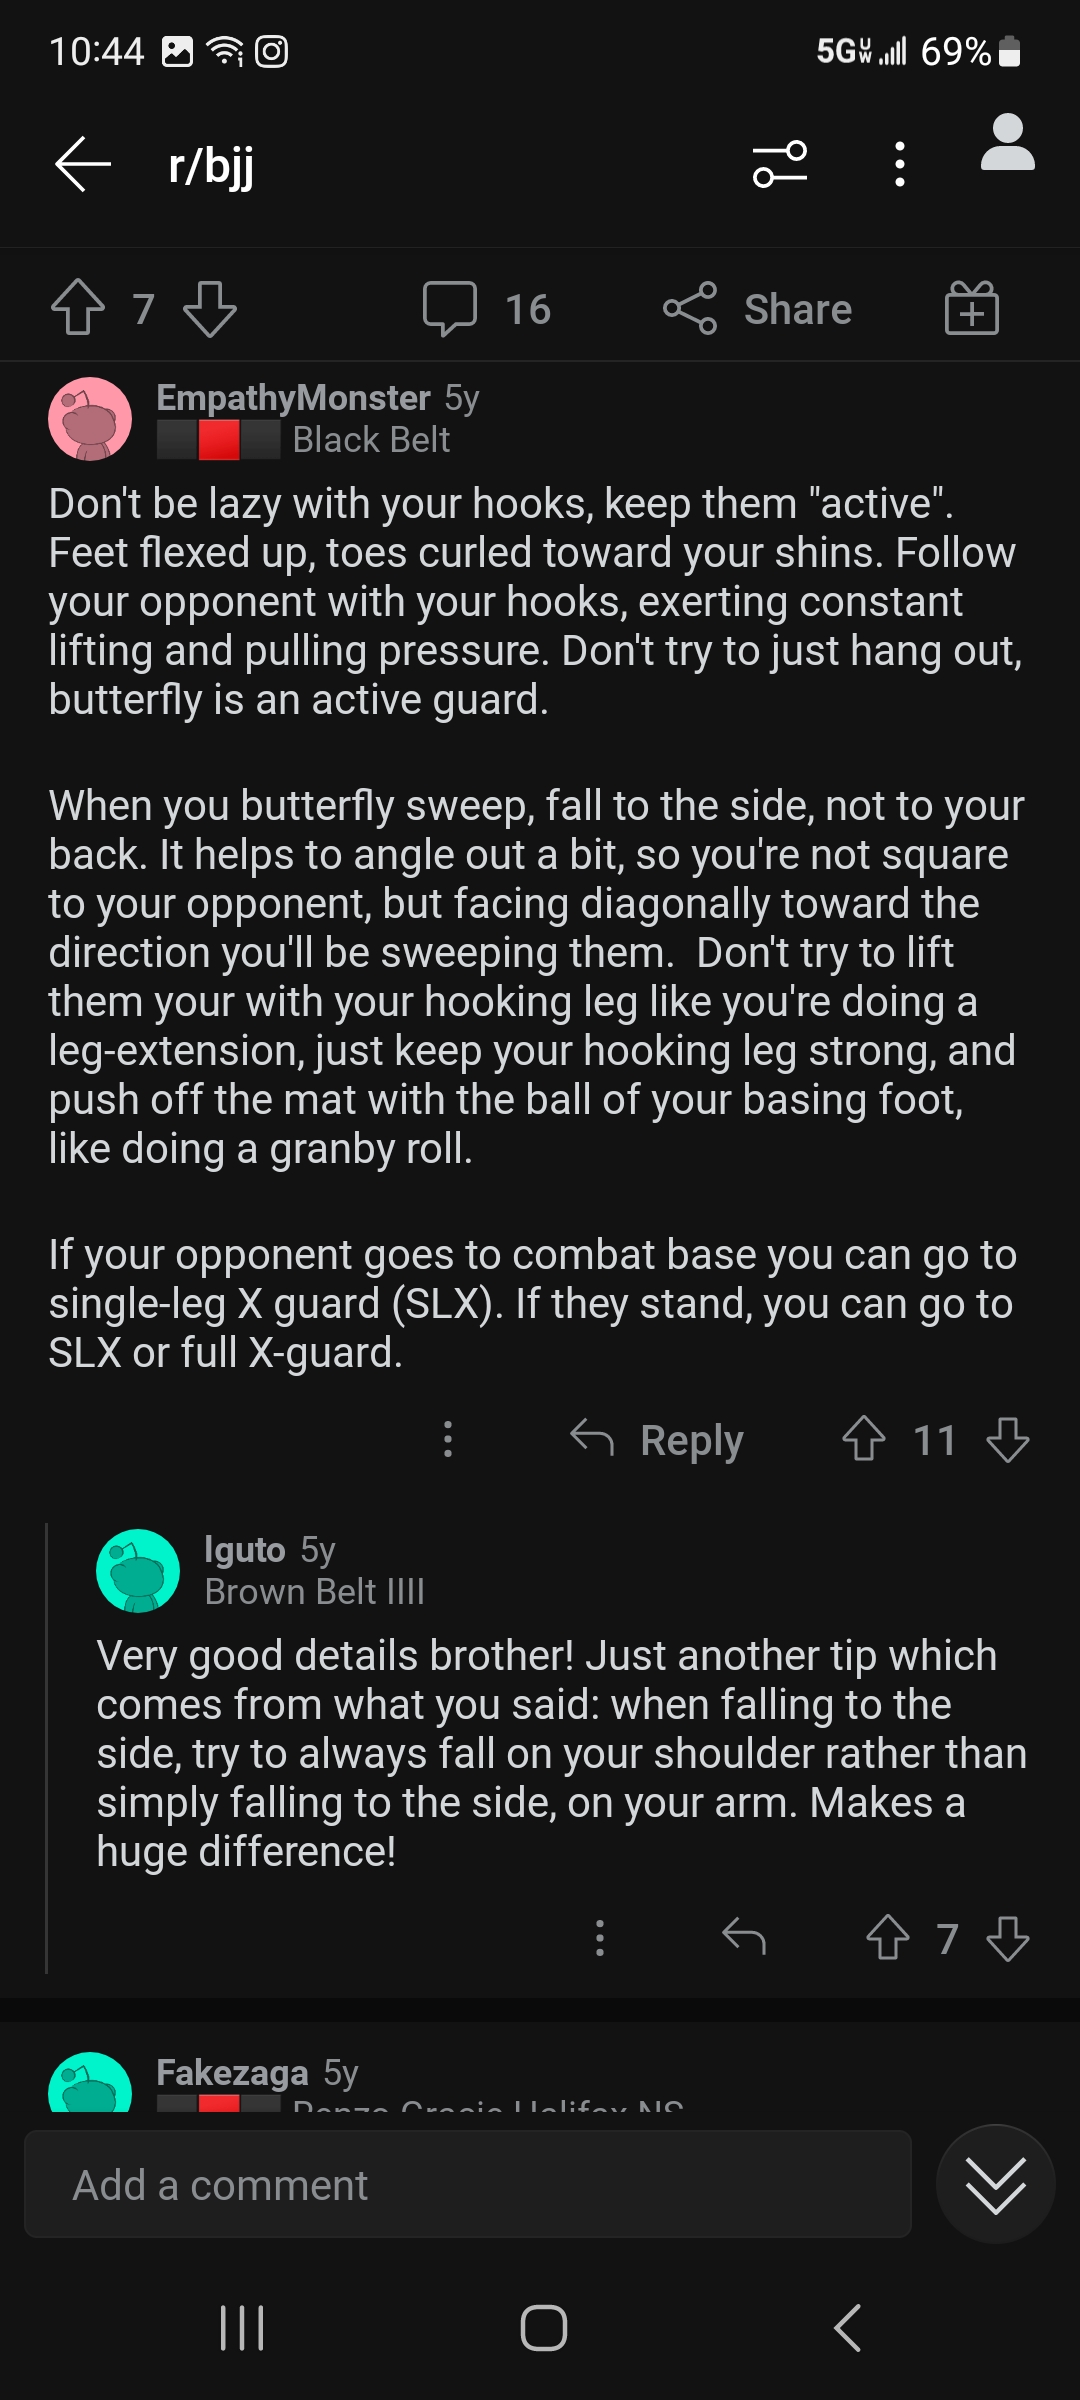 10:44
5G UW 69%
r/bjj
7 16 Share
EmpathyMonster 5y
Black Belt
Don't be lazy with your hooks, keep them "active".
Feet flexed up, toes curled toward your shins. Follow
your opponent with your hooks, exerting constant
lifting and pulling pressure. Don't try to just hang out,
butterfly is an active guard.
When you butterfly sweep, fall to the side, not to your
back. It helps to angle out a bit, so you're not square
to your opponent, but facing diagonally toward the
direction you'll be sweeping them.  Don't try to lift
them your with your hooking leg like you're doing a
leg-extension, just keep your hooking leg strong, and
push off the mat with the ball of your basing foot,
like doing a granby roll.
If your opponent goes to combat base you can go to
single-leg X guard (SLX). If they stand, you can go to
SLX or full X-guard.
Reply 11
Iguto 5y
Brown Belt IIII
Very good details brother! Just another tip which
comes from what you said: when falling to the
side, try to always fall on your shoulder rather than
simply falling to the side, on your arm. Makes a
huge difference!
7
Fakezaga 5y
Renzo Gracie Halifax NS
Add a comment